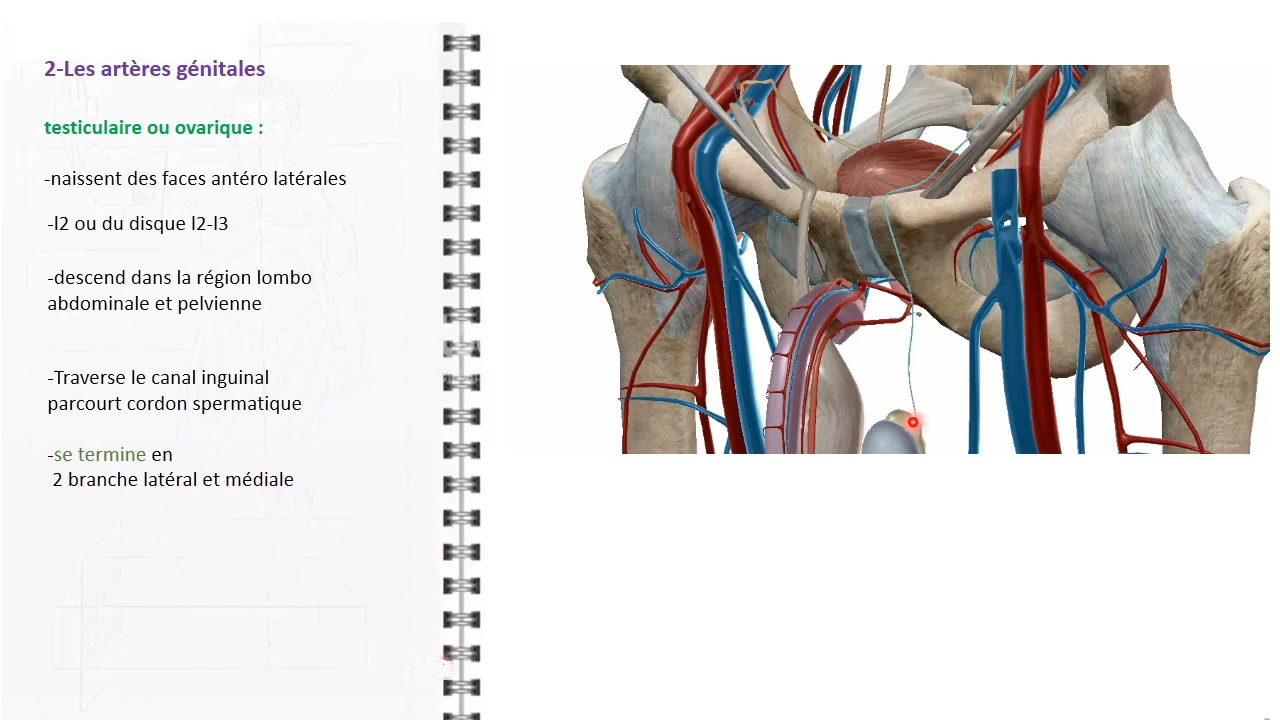 2-Les artères génitales
testiculaire ou ovarique :
-naissent des faces antéro latérales
-l2 ou du disque l2-l3
-descend dans la région lombo
abdominale et pelvienne
-Traverse le canal inguinal
parcourt cordon spermatique
-se termine en
2 branche latéral et médiale